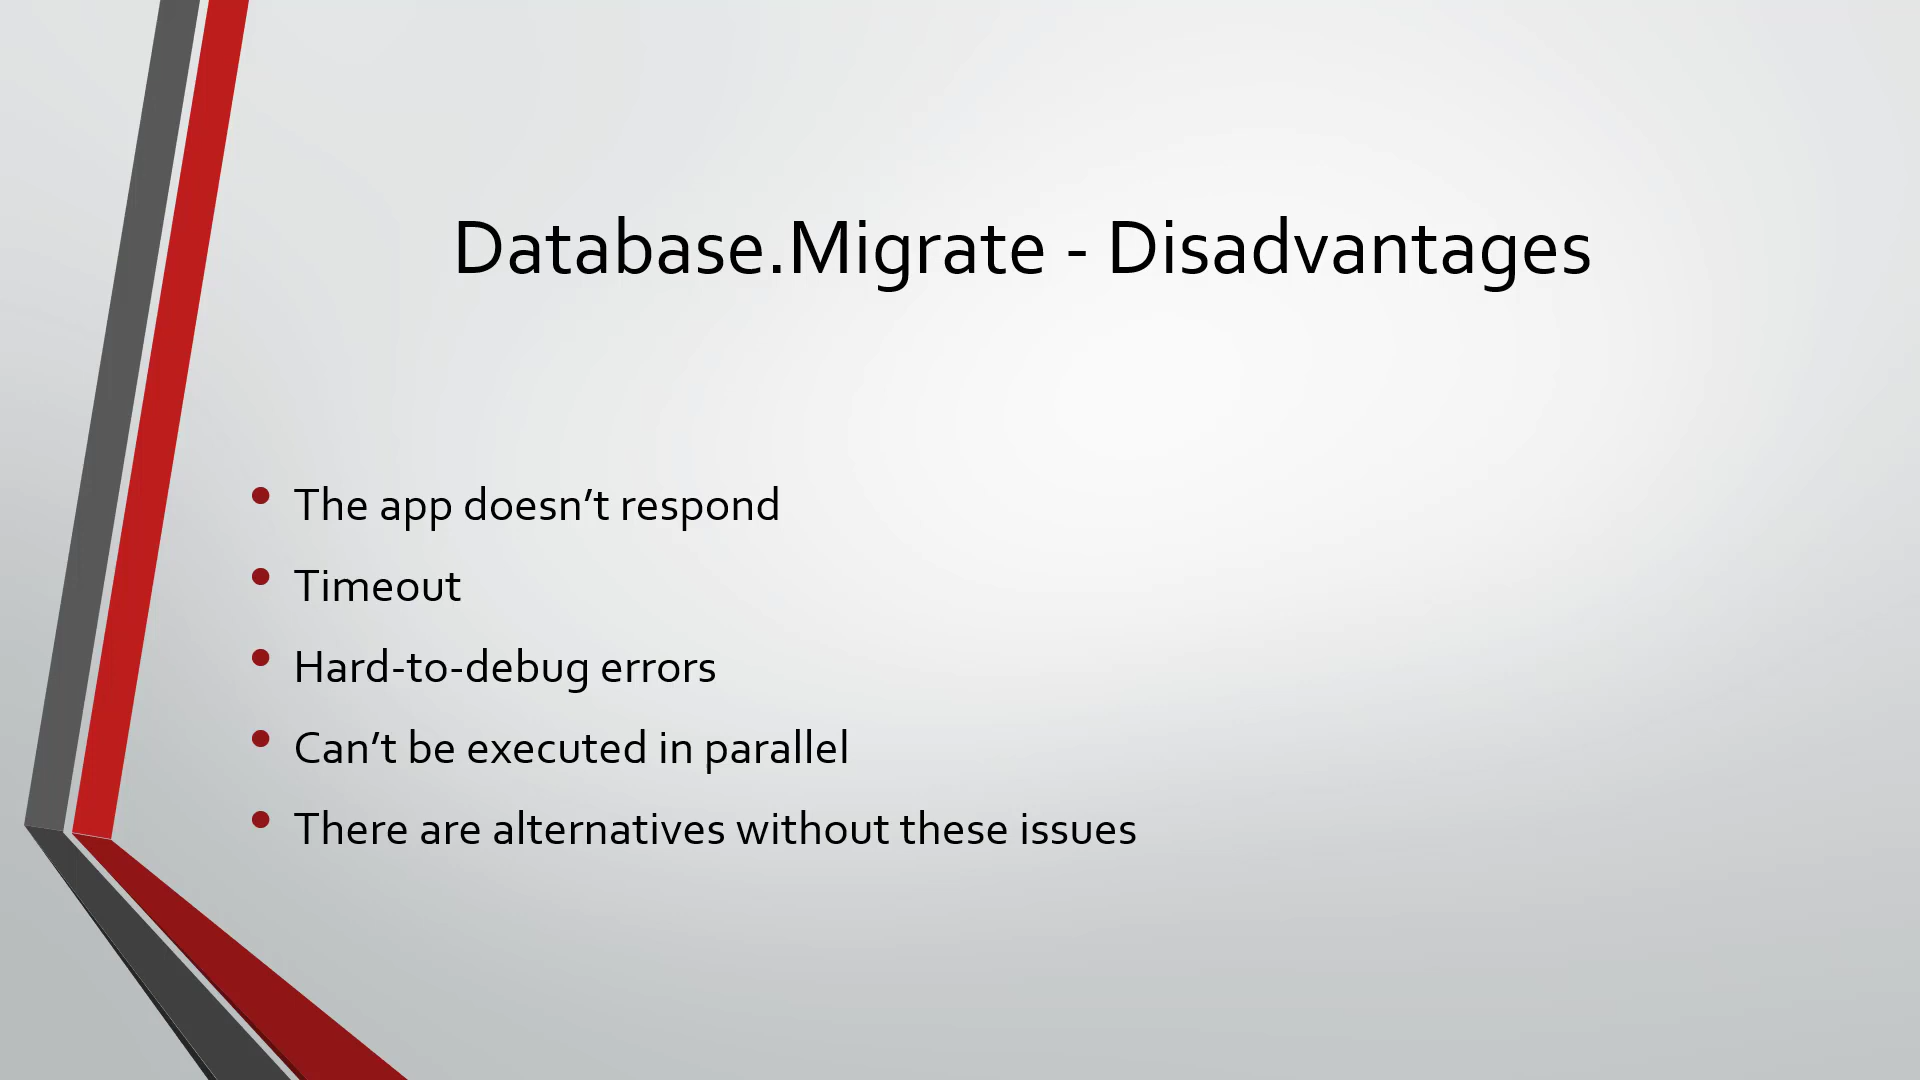 Database.Migrate - Disadvantages
• The app doesn’t respond
• Timeout
• Hard-to-debug errors
• Can’t be executed in parallel
• There are alternatives without these issues